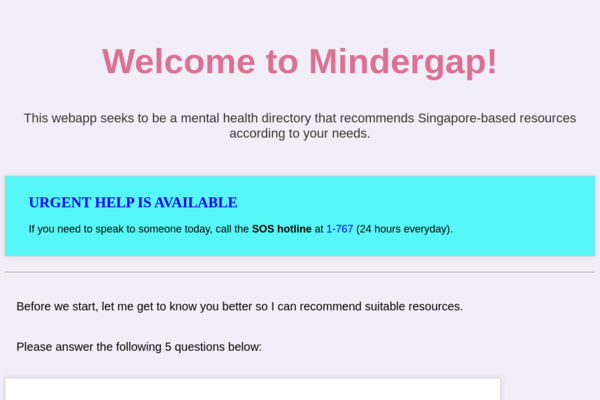 Welcome to Mindergap!
This webapp seeks to be a mental health directory that recommends Singapore-based resources
according to your needs.
URGENT HELP IS AVAILABLE
If you need to speak to someone today, call the SOS hotline at 1-767 (24 hours everyday).
Before we start, let me get to know you better so I can recommend suitable resources.
Please answer the following 5 questions below: